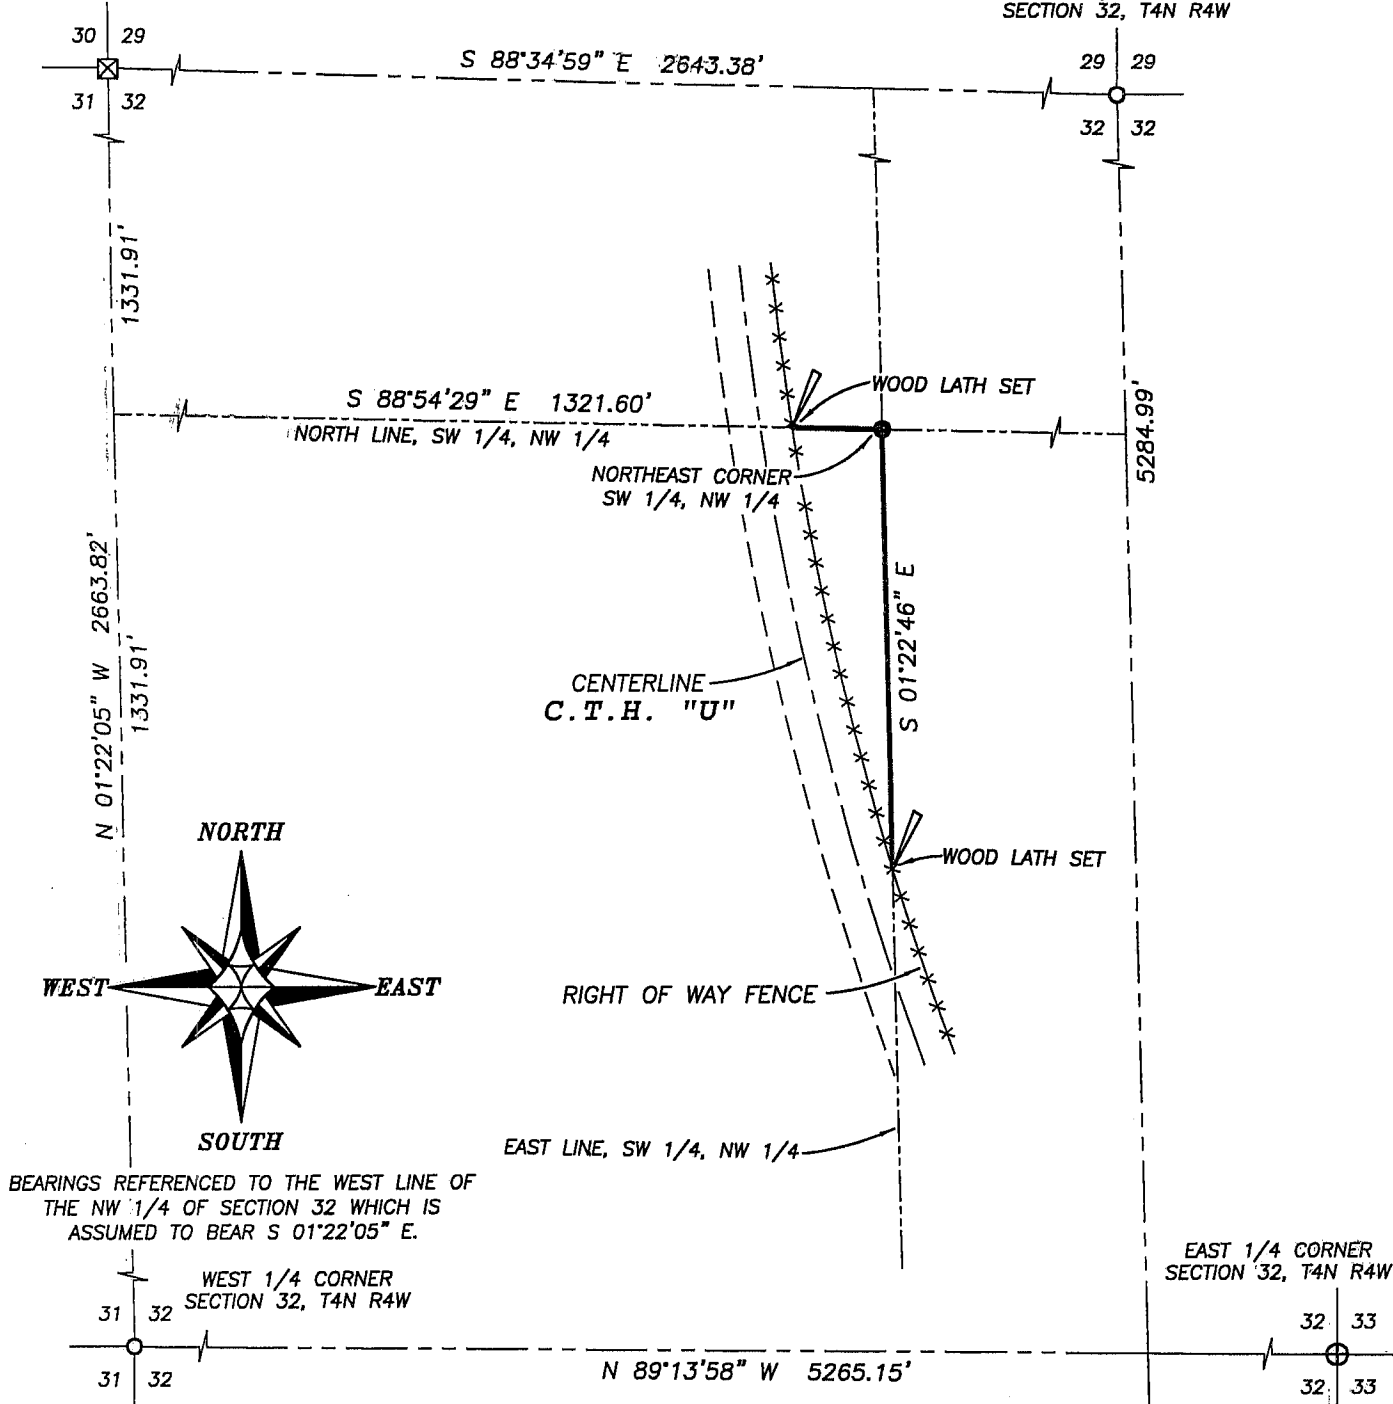 SECTION 32, T4N R4W
30 29
31 32
S 88°34'59" E 2643.38'
29 29
32 32
1331.91'
S 88°54'29" E 1321.60'
NORTH LINE, SW 1/4, NW 1/4
WOOD LATH SET
NORTHEAST CORNER
SW 1/4, NW 1/4
5284.99'
N 01°22'05" W 2663.82'
1331.91'
S 01°22'46" E
CENTERLINE
C.T.H. "U"
WOOD LATH SET
NORTH
WEST
EAST
SOUTH
RIGHT OF WAY FENCE
EAST LINE, SW 1/4, NW 1/4
BEARINGS REFERENCED TO THE WEST LINE OF
THE NW 1/4 OF SECTION 32 WHICH IS
ASSUMED TO BEAR S 01°22'05" E.
WEST 1/4 CORNER
SECTION 32, T4N R4W
31 32
31 32
N 89°13'58" W 5265.15'
EAST 1/4 CORNER
SECTION 32, T4N R4W
32 33
32 33